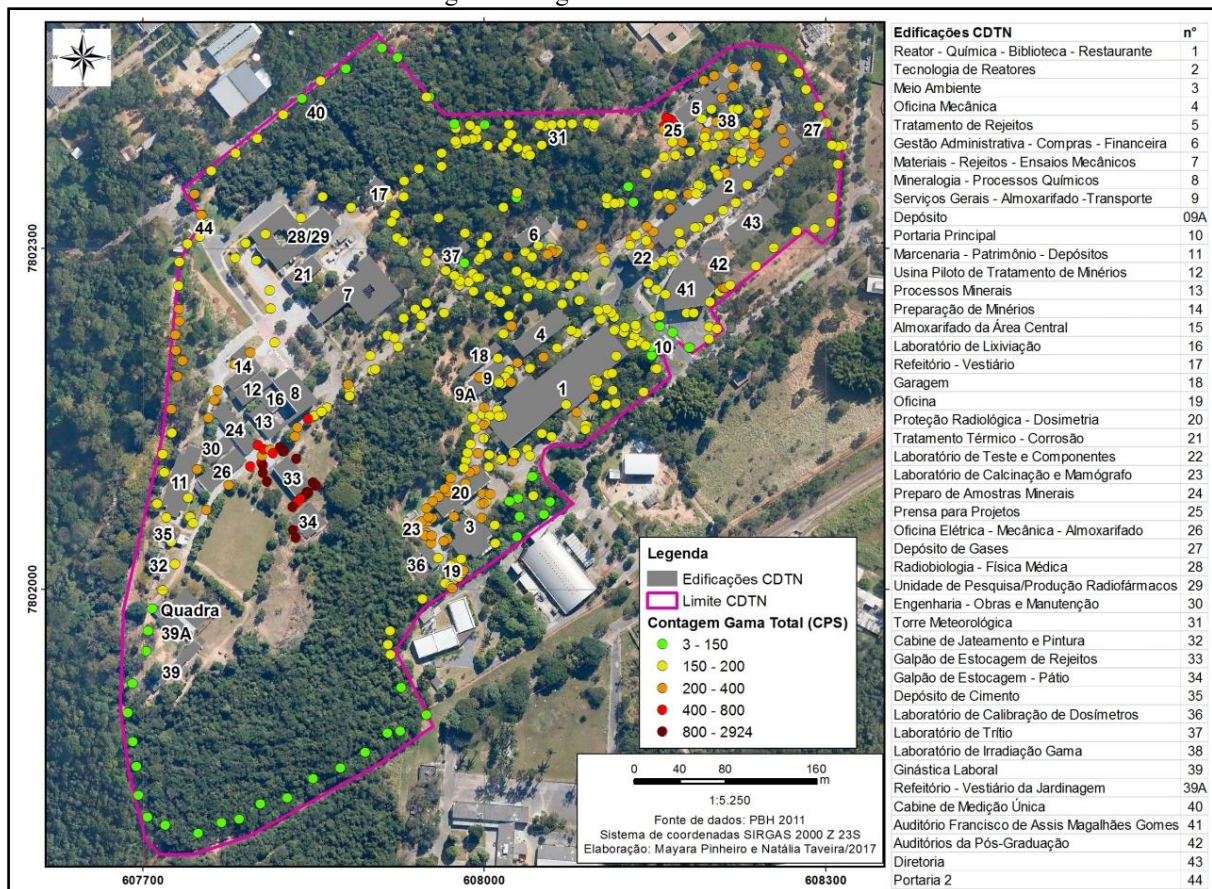 Edificações CDTN nº
Reator - Química - Biblioteca - Restaurante 1
Tecnologia de Reatores 2
Meio Ambiente 3
Oficina Mecânica 4
Tratamento de Rejeitos 5
Gestão Administrativa - Compras - Financeira 6
Materiais - Rejeitos - Ensaios Mecânicos 7
Mineralogia - Processos Químicos 8
Serviços Gerais - Almoxarifado -Transporte 9
Depósito 09A
Portaria Principal 10
Marcenaria - Patrimônio - Depósitos 11
Usina Piloto de Tratamento de Minérios 12
Processos Minerais 13
Preparação de Minérios 14
Almoxarifado da Área Central 15
Laboratório de Lixiviação 16
Refeitório - Vestiário 17
Garagem 18
Oficina 19
Proteção Radiológica - Dosimetria 20
Tratamento Térmico - Corrosão 21
Laboratório de Teste e Componentes 22
Laboratório de Calcinação e Mamógrafo 23
Preparo de Amostras Minerais 24
Prensa para Projetos 25
Oficina Elétrica - Mecânica - Almoxarifado 26
Depósito de Gases 27
Radiobiologia - Física Médica 28
Unidade de Pesquisa/Produção Radiofármacos 29
Engenharia - Obras e Manutenção 30
Torre Meteorológica 31
Cabine de Jateamento e Pintura 32
Galpão de Estocagem de Rejeitos 33
Galpão de Estocagem - Pátio 34
Depósito de Cimento 35
Laboratório de Calibração de Dosímetros 36
Laboratório de Trítio 37
Laboratório de Irradiação Gama 38
Ginástica Laboral 39
Refeitório - Vestiário da Jardinagem 39A
Cabine de Medição Única 40
Auditório Francisco de Assis Magalhães Gomes 41
Auditórios da Pós-Graduação 42
Diretoria 43
Portaria 2 44
N
W E
S
40
5
38
25
27
31
2
17
43
44
28/29
6
37
22
42
21
41
7
4
10
14
18
9
12
16
8
9A
1
13
24
30
26
33
11
20
34
23
3
35
36
19
32
Quadra
39A
39
7802300
7802000
607700
608000
608300
Legenda
Edificações CDTN
Limite CDTN
Contagem Gama Total (CPS)
3 - 150
150 - 200
200 - 400
400 - 800
800 - 2924
0 40 80 160
m
1:5.250
Fonte de dados: PBH 2011
Sistema de coordenadas SIRGAS 2000 Z 23S
Elaboração: Mayara Pinheiro e Natália Taveira/2017